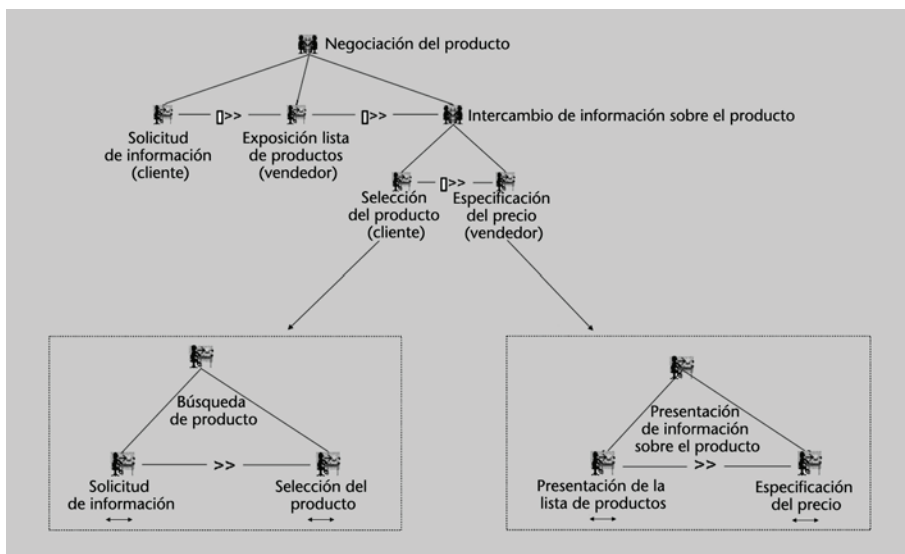 Negociación del producto
[]>>
[]>>
Intercambio de información sobre el producto
Solicitud
de información
(cliente)
Exposición lista
de productos
(vendedor)
[]>>
Selección
del producto
(cliente)
Especificación
del precio
(vendedor)
Búsqueda
de producto
>>
Solicitud
de información
Selección del
producto
Presentación
de información
sobre el producto
>>
Presentación de la
lista de productos
Especificación
del precio